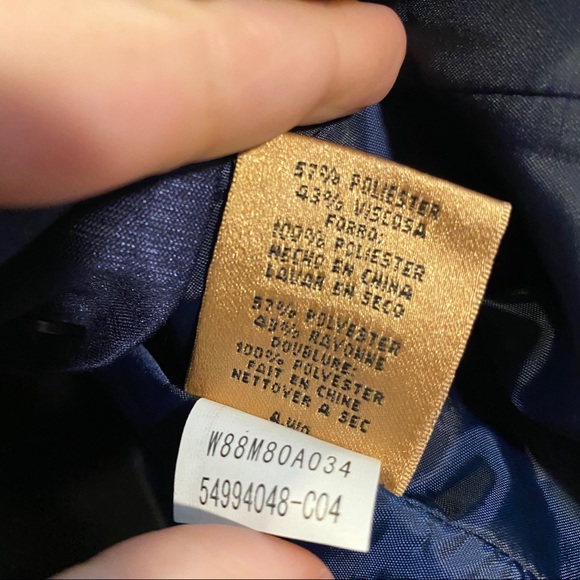 57% POLIESTER
43% VISCOSA
FORRO:
100% POLIESTER
HECHO EN CHINA
LAVAR EN SECO
57% POLYESTER
43% RAYONNE
DOUBLURE:
100% POLYESTER
FAIT EN CHINE
NETTOYER A SEC
W88M80A034
54994048-C04